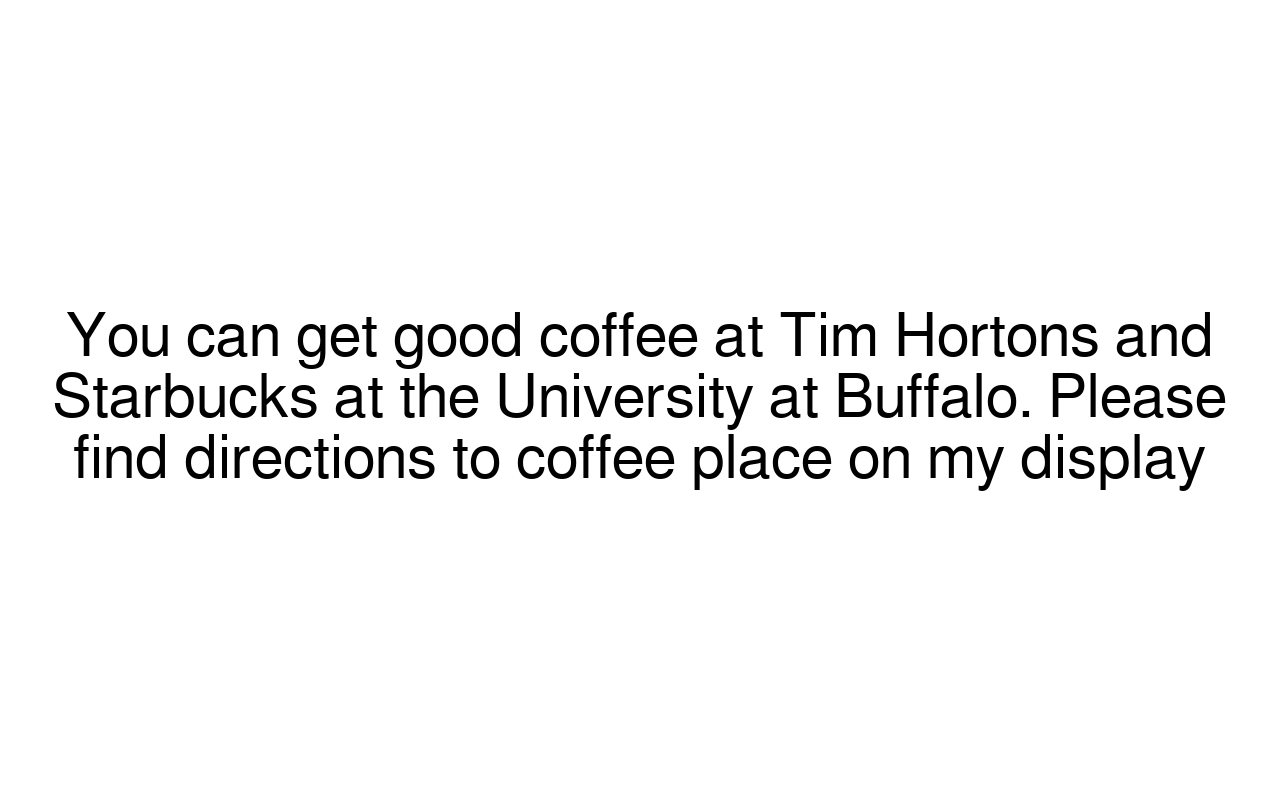 You can get good coffee at Tim Hortons and
Starbucks at the University at Buffalo. Please
find directions to coffee place on my display